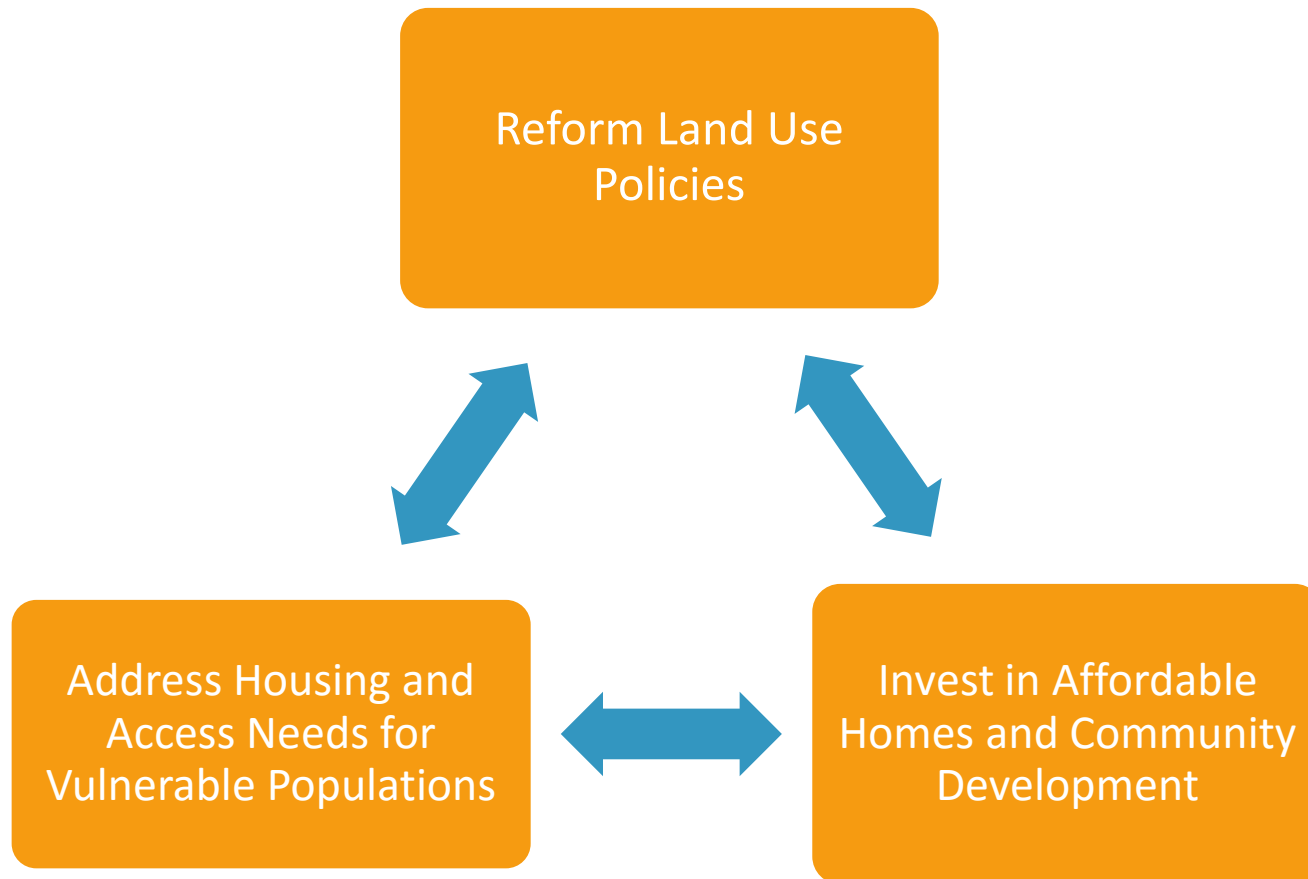 Reform Land Use
Policies
Address Housing and
Access Needs for
Vulnerable Populations
Invest in Affordable
Homes and Community
Development